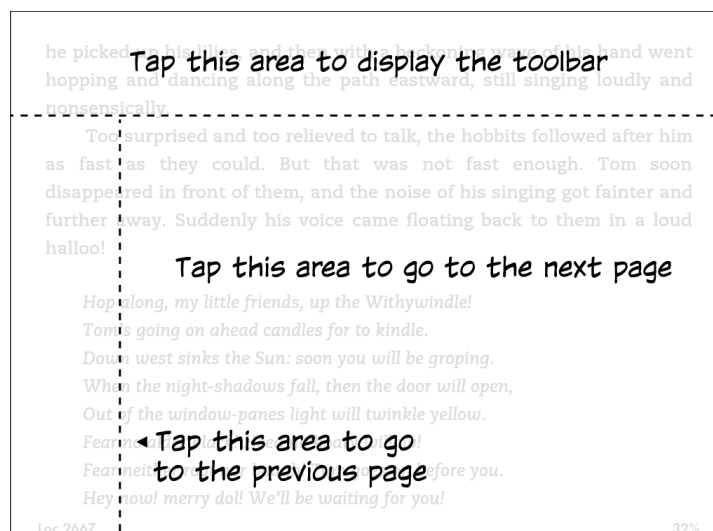 he picked up his lilies, and then with a beckoning wave of his hand went
Tap this area to display the toolbar
hopping and dancing along the path eastward, still singing loudly and
nonsensically.
Too surprised and too relieved to talk, the hobbits followed after him
as fast as they could. But that was not fast enough. Tom soon
disappeared in front of them, and the noise of his singing got fainter and
further away. Suddenly his voice came floating back to them in a loud
halloo!
Tap this area to go to the next page
Hop along, my little friends, up the Withywindle!
Tom's going on ahead candles for to kindle.
Down west sinks the Sun: soon you will be groping.
When the night-shadows fall, then the door will open,
Out of the window-panes light will twinkle yellow.
Fear no
Tap this area to go
to the previous page
Fear neither before you.
Hey now! merry dol! We'll be waiting for you!
Loc 2667 32%